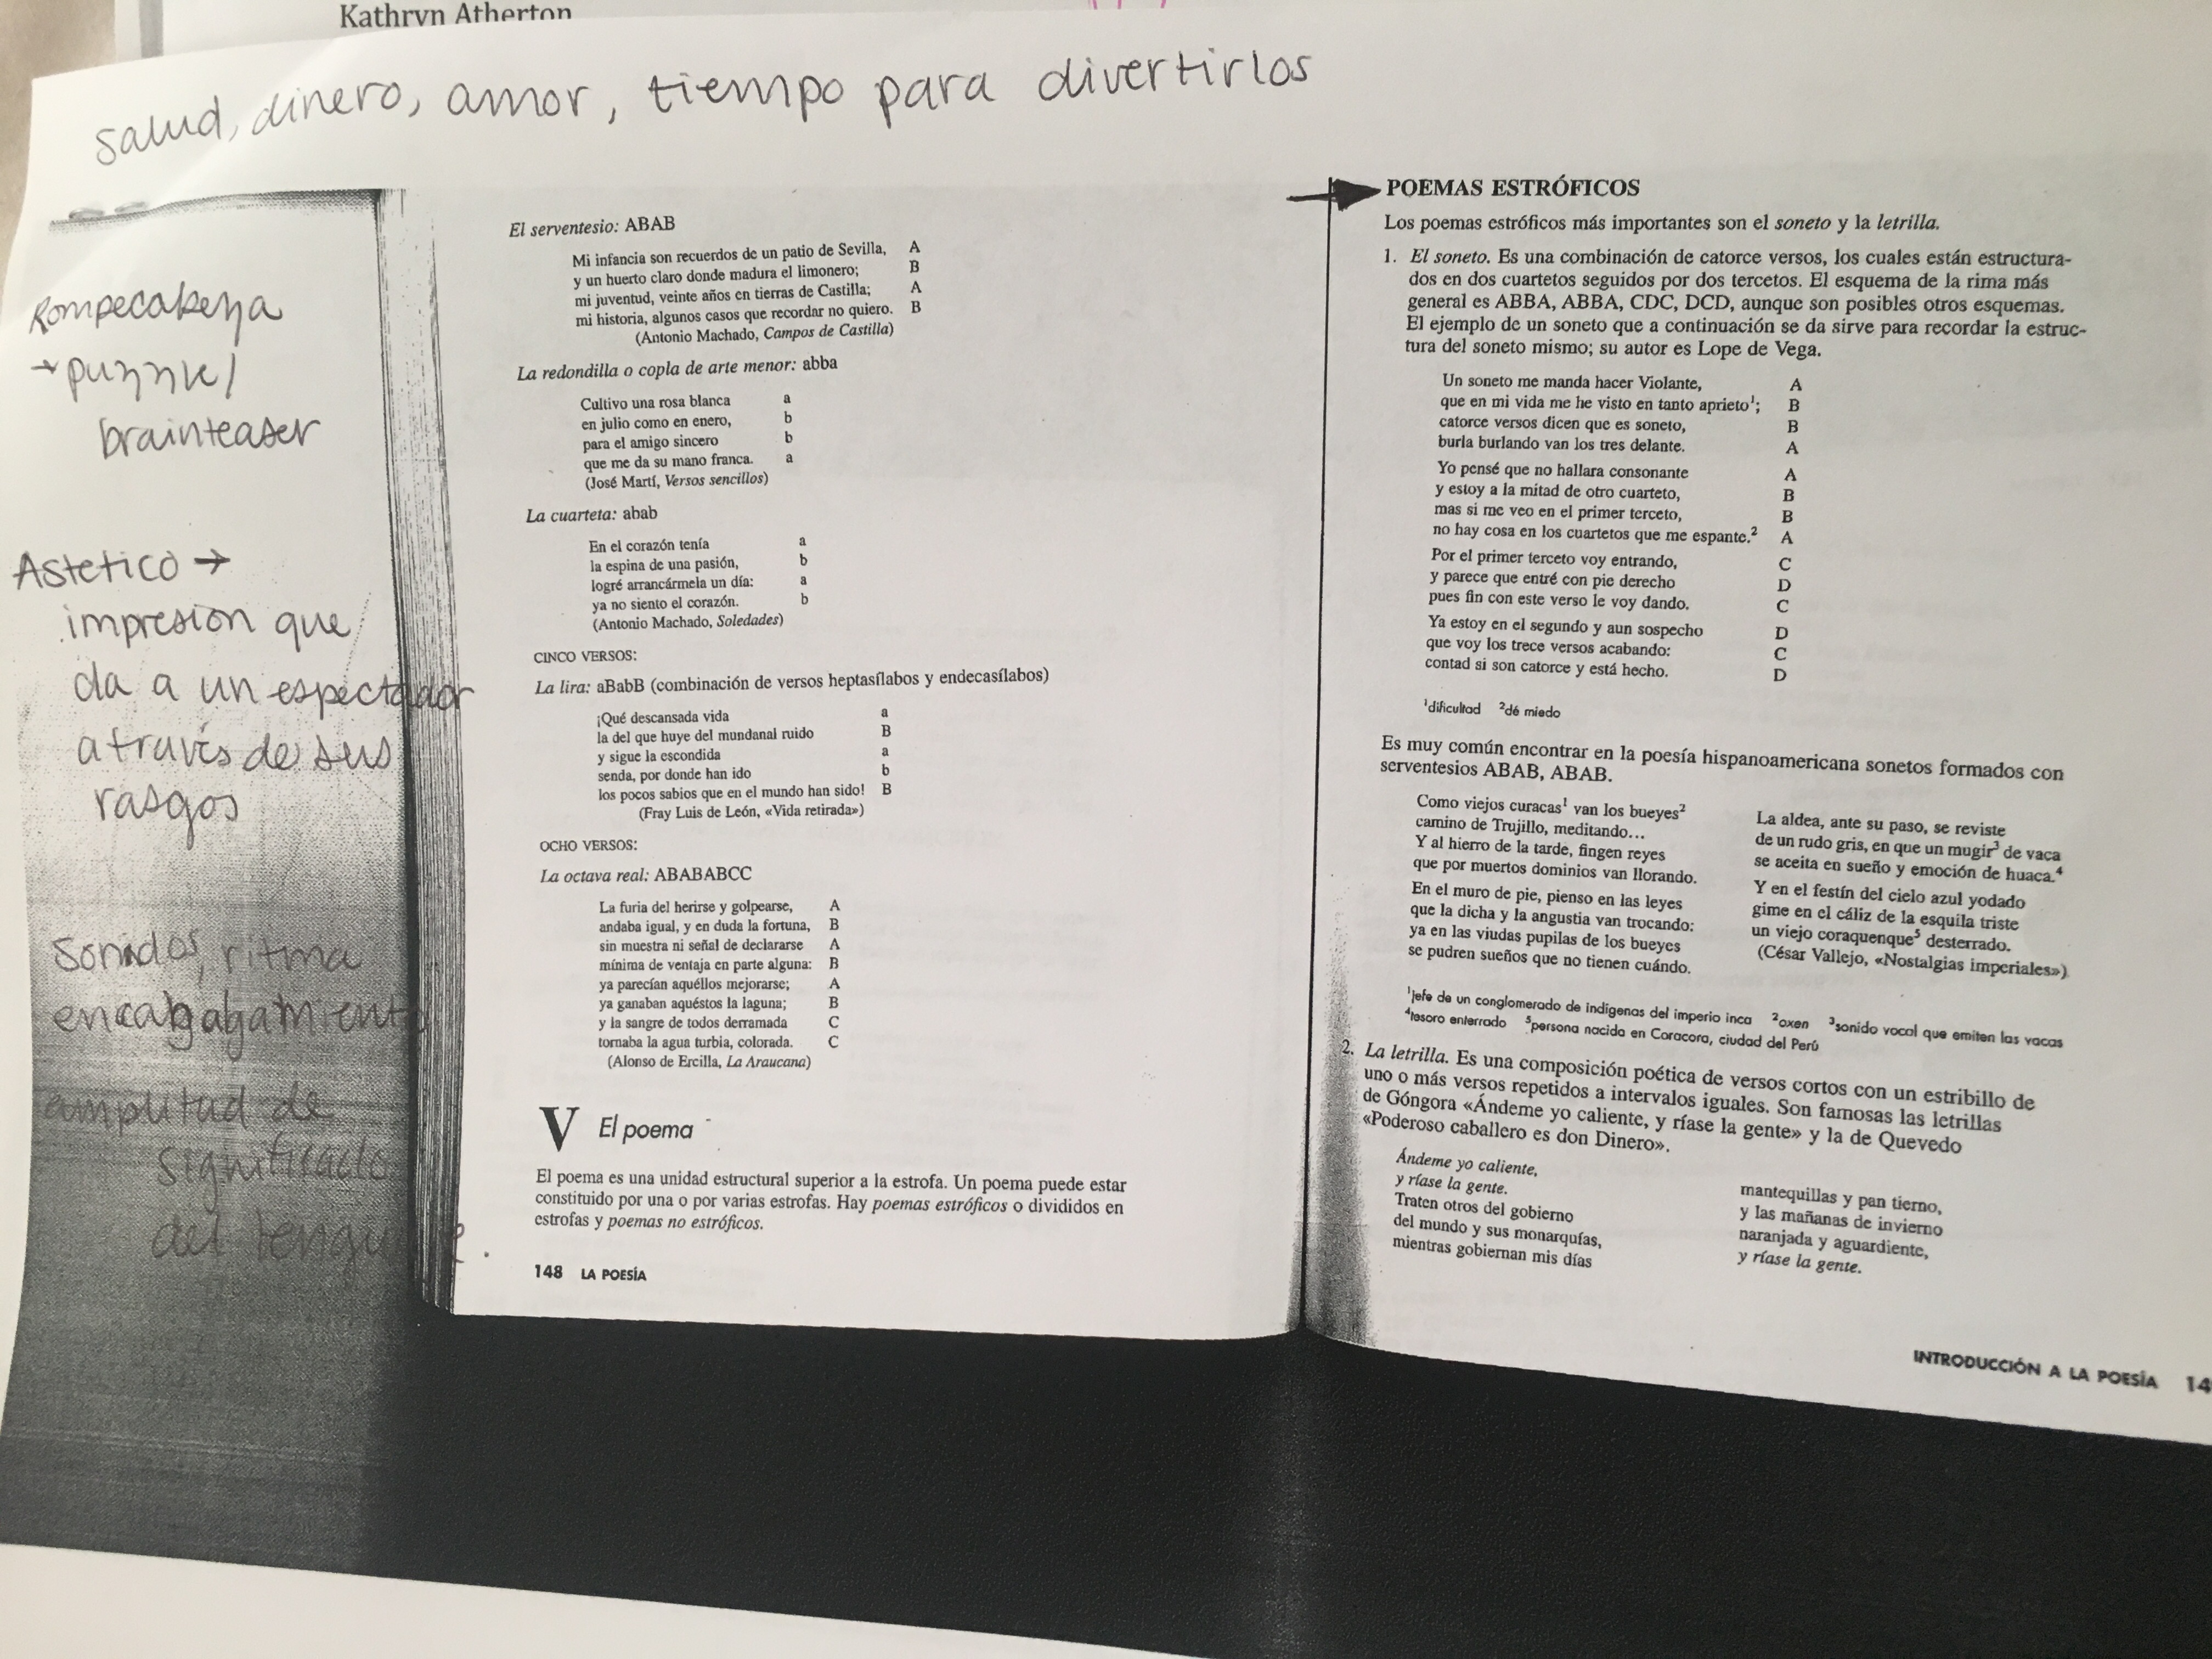 Kathryn Atherton
salud, dinero, amor, tiempo para divertirlos
Rompecabeza
→ puzzle/
brainteaser
Astetico →
impresion que
da a un espectador
a través de sus
rasgos
Sonidos, ritma
encabagamiento
amplitud de
significado
del lengu
El serventesio: ABAB
Mi infancia son recuerdos de un patio de Sevilla, A
y un huerto claro donde madura el limonero; B
mi juventud, veinte años en tierras de Castilla; A
mi historia, algunos casos que recordar no quiero. B
(Antonio Machado, Campos de Castilla)
La redondilla o copla de arte menor: abba
Cultivo una rosa blanca a
en julio como en enero, b
para el amigo sincero b
que me da su mano franca. a
(José Martí, Versos sencillos)
La cuarteta: abab
En el corazón tenía a
la espina de una pasión, b
logré arrancármela un día: a
ya no siento el corazón. b
(Antonio Machado, Soledades)
CINCO VERSOS:
La lira: aBabB (combinación de versos heptasílabos y endecasílabos)
¡Qué descansada vida a
la del que huye del mundanal ruido B
y sigue la escondida a
senda, por donde han ido b
los pocos sabios que en el mundo han sido! B
(Fray Luis de León, «Vida retirada»)
OCHO VERSOS:
La octava real: ABABABCC
La furia del herirse y golpearse, A
andaba igual, y en duda la fortuna, B
sin muestra ni señal de declararse A
mínima de ventaja en parte alguna: B
ya parecían aquéllos mejorarse; A
ya ganaban aquéstos la laguna; B
y la sangre de todos derramada C
tornaba la agua turbia, colorada. C
(Alonso de Ercilla, La Araucana)
V El poema
El poema es una unidad estructural superior a la estrofa. Un poema puede estar
constituido por una o por varias estrofas. Hay poemas estróficos o divididos en
estrofas y poemas no estróficos.
148 LA POESÍA
POEMAS ESTRÓFICOS
Los poemas estróficos más importantes son el soneto y la letrilla.
1. El soneto. Es una combinación de catorce versos, los cuales están estructura-
dos en dos cuartetos seguidos por dos tercetos. El esquema de la rima más
general es ABBA, ABBA, CDC, DCD, aunque son posibles otros esquemas.
El ejemplo de un soneto que a continuación se da sirve para recordar la estruc-
tura del soneto mismo; su autor es Lope de Vega.
Un soneto me manda hacer Violante, A
que en mi vida me he visto en tanto aprieto¹; B
catorce versos dicen que es soneto, B
burla burlando van los tres delante. A
Yo pensé que no hallara consonante A
y estoy a la mitad de otro cuarteto, B
mas si me veo en el primer terceto, B
no hay cosa en los cuartetos que me espante.² A
Por el primer terceto voy entrando, C
y parece que entré con pie derecho D
pues fin con este verso le voy dando. C
Ya estoy en el segundo y aun sospecho D
que voy los trece versos acabando: C
contad si son catorce y está hecho. D
¹dificultad ²dé miedo
Es muy común encontrar en la poesía hispanoamericana sonetos formados con
serventesios ABAB, ABAB.
Como viejos curacas¹ van los bueyes²
camino de Trujillo, meditando...
Y al hierro de la tarde, fingen reyes
que por muertos dominios van llorando.
En el muro de pie, pienso en las leyes
que la dicha y la angustia van trocando:
ya en las viudas pupilas de los bueyes
se pudren sueños que no tienen cuándo.
La aldea, ante su paso, se reviste
de un rudo gris, en que un mugir³ de vaca
se aceita en sueño y emoción de huaca.⁴
Y en el festín del cielo azul yodado
gime en el cáliz de la esquila triste
un viejo coraquenque⁵ desterrado.
(César Vallejo, «Nostalgias imperiales»)
¹jefe de un conglomerado de indígenas del imperio inca ²oxen ³sonido vocal que emiten las vacas
⁴tesoro enterrado ⁵persona nacida en Caracora, ciudad del Perú
2. La letrilla. Es una composición poética de versos cortos con un estribillo de
uno o más versos repetidos a intervalos iguales. Son famosas las letrillas
de Góngora «Ándeme yo caliente, y ríase la gente» y la de Quevedo
«Poderoso caballero es don Dinero».
Ándeme yo caliente,
y ríase la gente.
Traten otros del gobierno
del mundo y sus monarquías,
mientras gobiernan mis días
mantequillas y pan tierno,
y las mañanas de invierno
naranjada y aguardiente,
y ríase la gente.
INTRODUCCIÓN A LA POESÍA 14